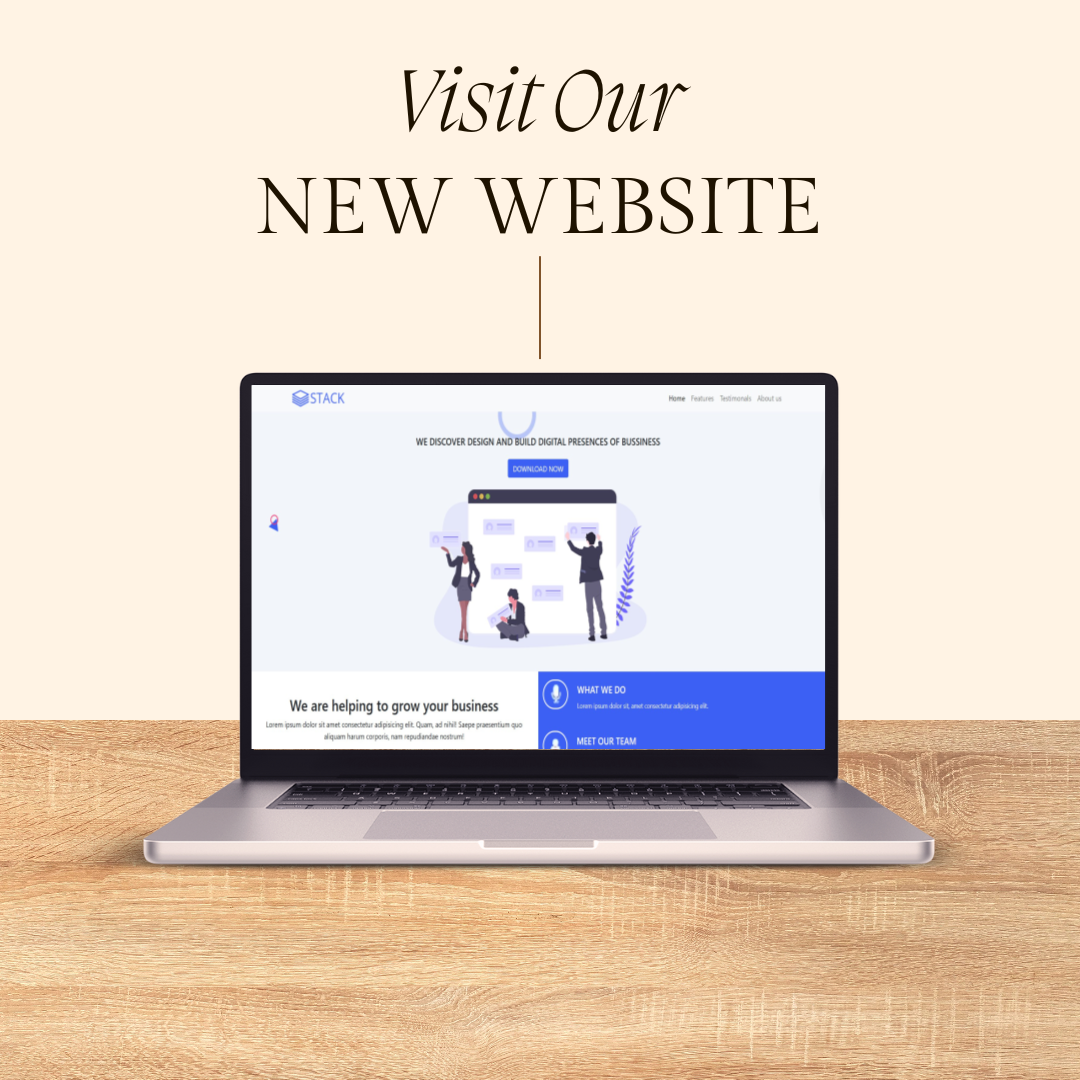 Visit Our
NEW WEBSITE
STACK
Home Features Testimonals About us
WE DISCOVER DESIGN AND BUILD DIGITAL PRESENCES OF BUSSINESS
DOWNLOAD NOW
We are helping to grow your business
Lorem ipsum dolor sit amet consectetur adipisicing elit. Quam, ad nihil! Saepe praesentium quo
aliquam harum corporis, nam repudiandae nostrum!
WHAT WE DO
Lorem ipsum dolor sit, amet consectetur adipisicing elit.
MEET OUR TEAM